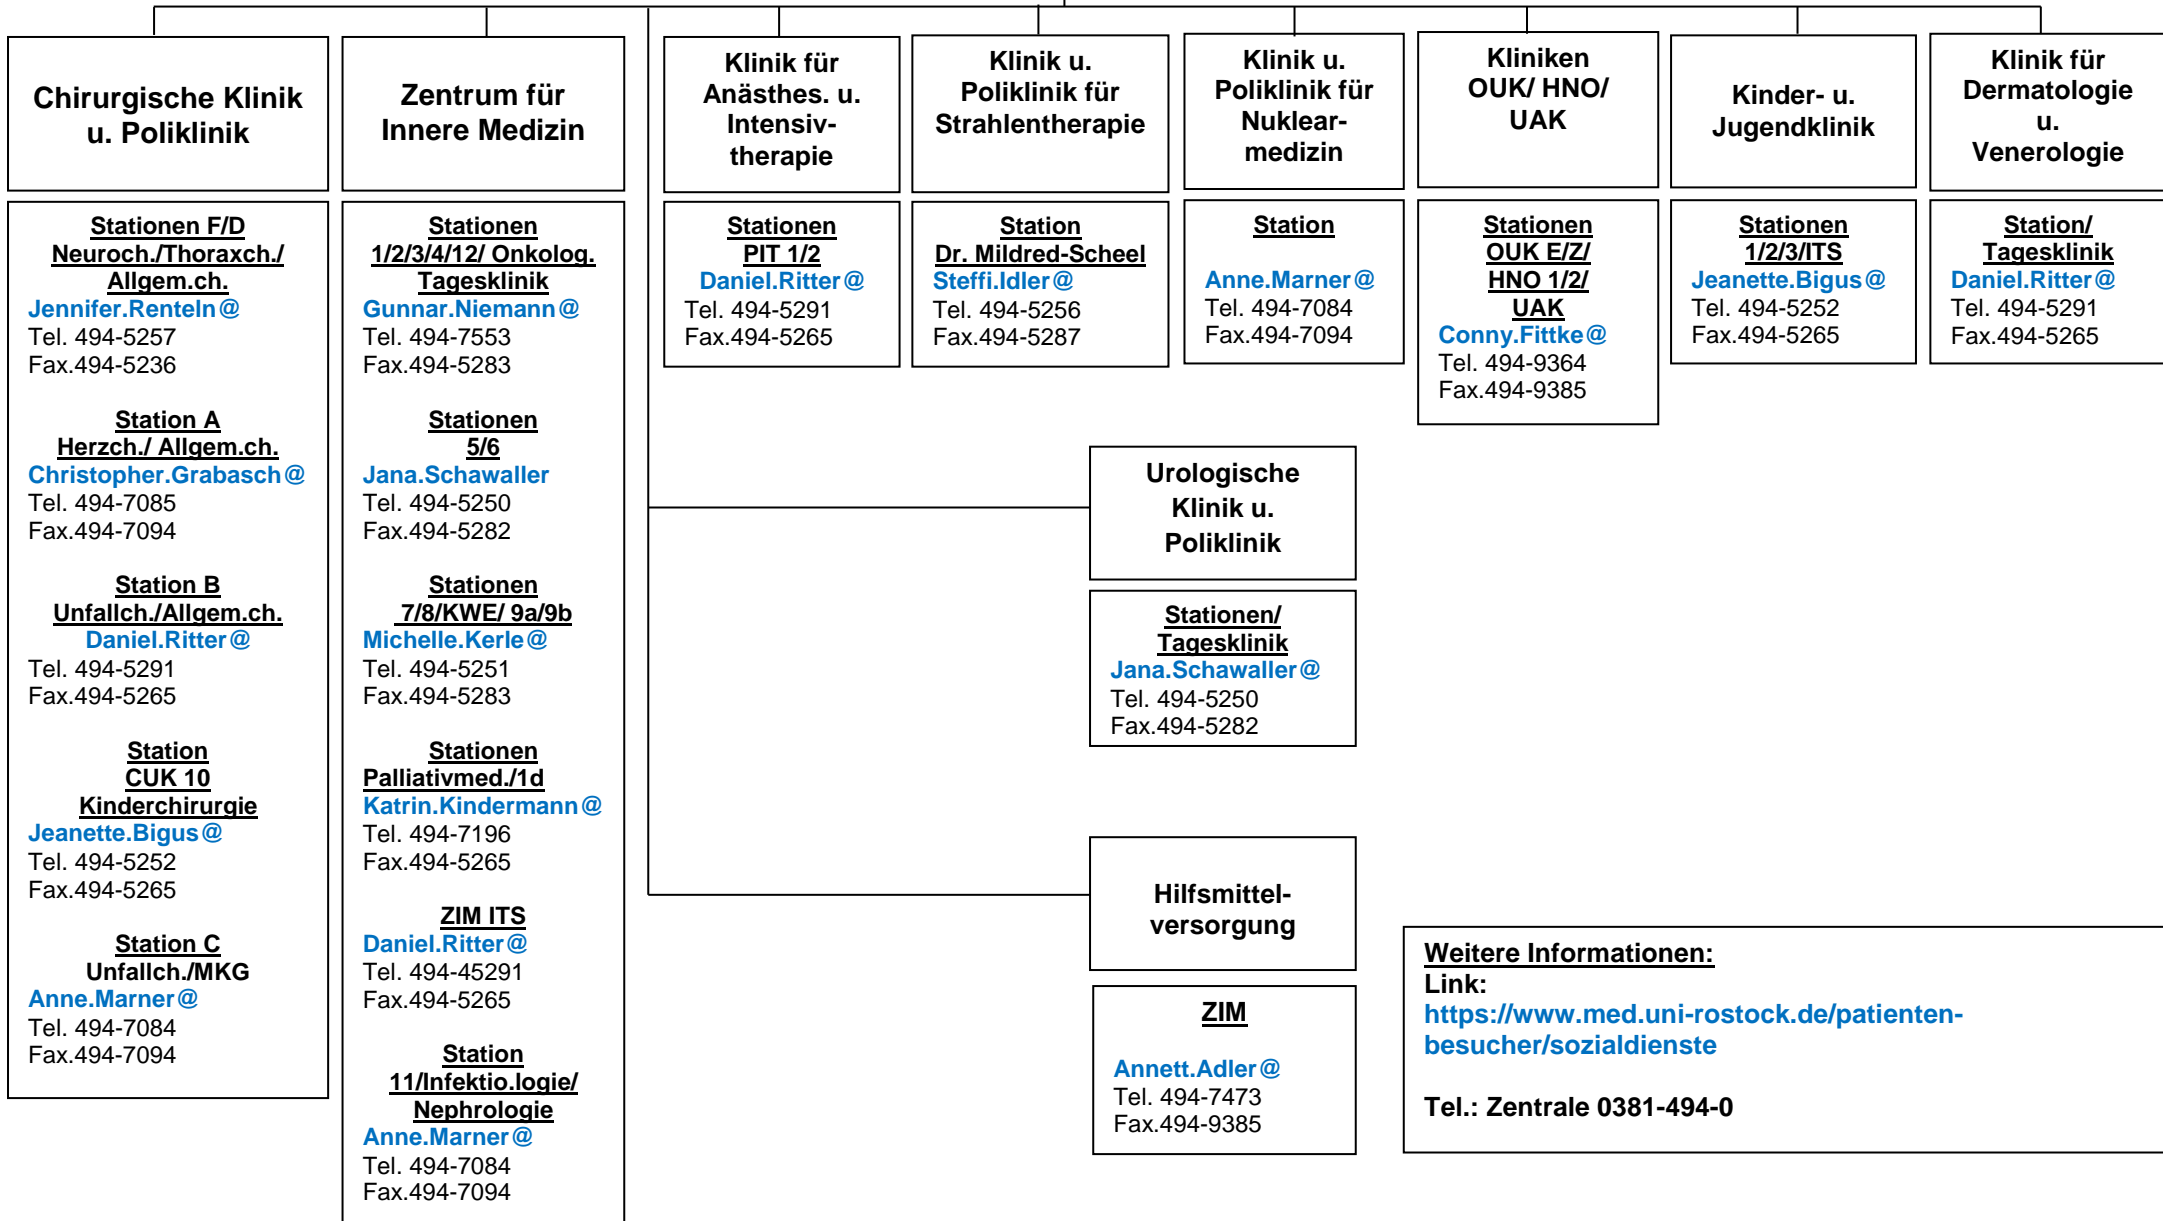 Chirurgische Klinik
u. Poliklinik
Stationen F/D
Neuroch./Thoraxch./
Allgem.ch.
Jennifer.Renteln@
Tel. 494-5257
Fax.494-5236
Station A
Herzch./ Allgem.ch.
Christopher.Grabasch@
Tel. 494-7085
Fax.494-7094
Station B
Unfallch./Allgem.ch.
Daniel.Ritter@
Tel. 494-5291
Fax.494-5265
Station
CUK 10
Kinderchirurgie
Jeanette.Bigus@
Tel. 494-5252
Fax.494-5265
Station C
Unfallch./MKG
Anne.Marner@
Tel. 494-7084
Fax.494-7094
Zentrum für
Innere Medizin
Stationen
1/2/3/4/12/ Onkolog.
Tagesklinik
Gunnar.Niemann@
Tel. 494-7553
Fax.494-5283
Stationen
5/6
Jana.Schawaller
Tel. 494-5250
Fax.494-5282
Stationen
7/8/KWE/ 9a/9b
Michelle.Kerle@
Tel. 494-5251
Fax.494-5283
Stationen
Palliativmed./1d
Katrin.Kindermann@
Tel. 494-7196
Fax.494-5265
ZIM ITS
Daniel.Ritter@
Tel. 494-45291
Fax.494-5265
Station
11/Infektio.logie/
Nephrologie
Anne.Marner@
Tel. 494-7084
Fax.494-7094
Klinik für
Anästhes. u.
Intensiv-
therapie
Stationen
PIT 1/2
Daniel.Ritter@
Tel. 494-5291
Fax.494-5265
Klinik u.
Poliklinik für
Strahlentherapie
Station
Dr. Mildred-Scheel
Steffi.Idler@
Tel. 494-5256
Fax.494-5287
Klinik u.
Poliklinik für
Nuklear-
medizin
Station
Anne.Marner@
Tel. 494-7084
Fax.494-7094
Kliniken
OUK/ HNO/
UAK
Stationen
OUK E/Z/
HNO 1/2/
UAK
Conny.Fittke@
Tel. 494-9364
Fax.494-9385
Kinder- u.
Jugendklinik
Stationen
1/2/3/ITS
Jeanette.Bigus@
Tel. 494-5252
Fax.494-5265
Klinik für
Dermatologie
u.
Venerologie
Station/
Tagesklinik
Daniel.Ritter@
Tel. 494-5291
Fax.494-5265
Urologische
Klinik u.
Poliklinik
Stationen/
Tagesklinik
Jana.Schawaller@
Tel. 494-5250
Fax.494-5282
Hilfsmittel-
versorgung
ZIM
Annett.Adler@
Tel. 494-7473
Fax.494-9385
Weitere Informationen:
Link:
https://www.med.uni-rostock.de/patienten-
besucher/sozialdienste
Tel.: Zentrale 0381-494-0